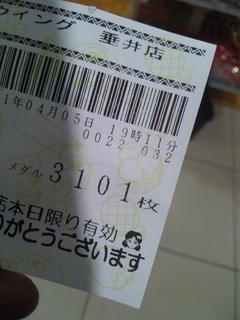 ウイング 垂井店
1年04月05日 19時11分
0022 032
メダル 3101枚
店本日限り有効
りがとうございます